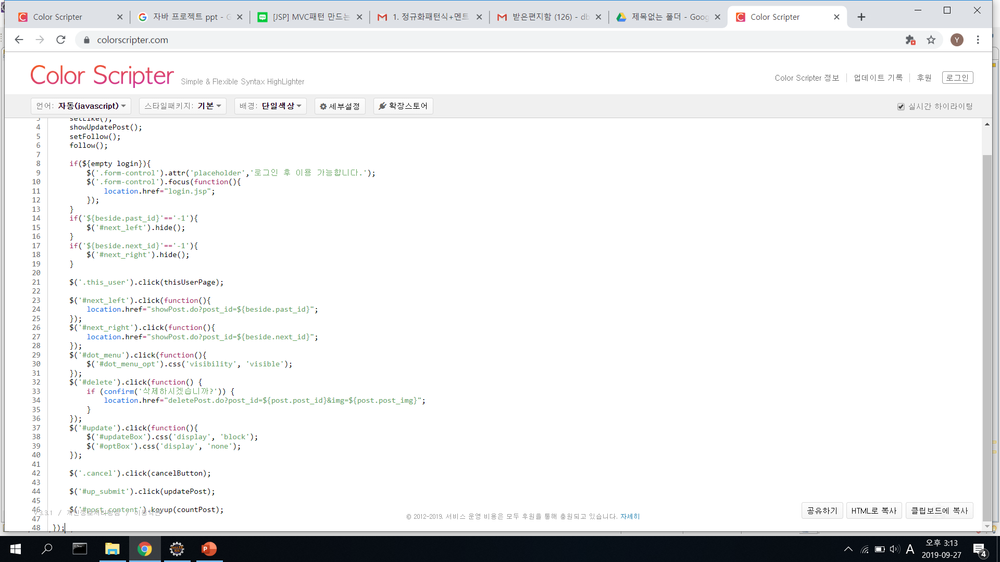 Color Scripter
자바 프로젝트 ppt - G
[JSP] MVC패턴 만드는
1. 정규화패턴식+멘트
받은편지함 (126) - db
제목없는 폴더 - Goog
Color Scripter
colorscripter.com
Y
Color Scripter Simple & Flexible Syntax HighLighter
Color Scripter 정보 업데이트 기록 후원 로그인
언어: 자동(javascript) 스타일패키지: 기본 배경: 단일색상 세부설정 확장스토어 실시간 하이라이팅
3 setLike();
4 showUpdatePost();
5 setFollow();
6 follow();
7
8 if(${empty login}){
9 $('.form-control').attr('placeholder','로그인 후 이용 가능합니다.');
10 $('.form-control').focus(function(){
11 location.href="login.jsp";
12 });
13 }
14 if('${beside.past_id}'=='-1'){
15 $('#next_left').hide();
16 }
17 if('${beside.next_id}'=='-1'){
18 $('#next_right').hide();
19 }
20
21 $('.this_user').click(thisUserPage);
22
23 $('#next_left').click(function(){
24 location.href="showPost.do?post_id=${beside.past_id}";
25 });
26 $('#next_right').click(function(){
27 location.href="showPost.do?post_id=${beside.next_id}";
28 });
29 $('#dot_menu').click(function(){
30 $('#dot_menu_opt').css('visibility', 'visible');
31 });
32 $('#delete').click(function() {
33 if (confirm('삭제하시겠습니까?')) {
34 location.href="deletePost.do?post_id=${post.post_id}&img=${post.post_img}";
35 }
36 });
37 $('#update').click(function(){
38 $('#updateBox').css('display', 'block');
39 $('#optBox').css('display', 'none');
40 });
41
42 $('.cancel').click(cancelButton);
43
44 $('#up_submit').click(updatePost);
45
46 $('#post_content').keyup(countPost);
v3.3.1 / 개인정보처리방침 / 이용약관
47
48 });
© 2012-2019. 서비스 운영 비용은 모두 후원을 통해 충원되고 있습니다. 자세히
공유하기 HTML로 복사 클립보드에 복사
A
오후 3:13
2019-09-27
4